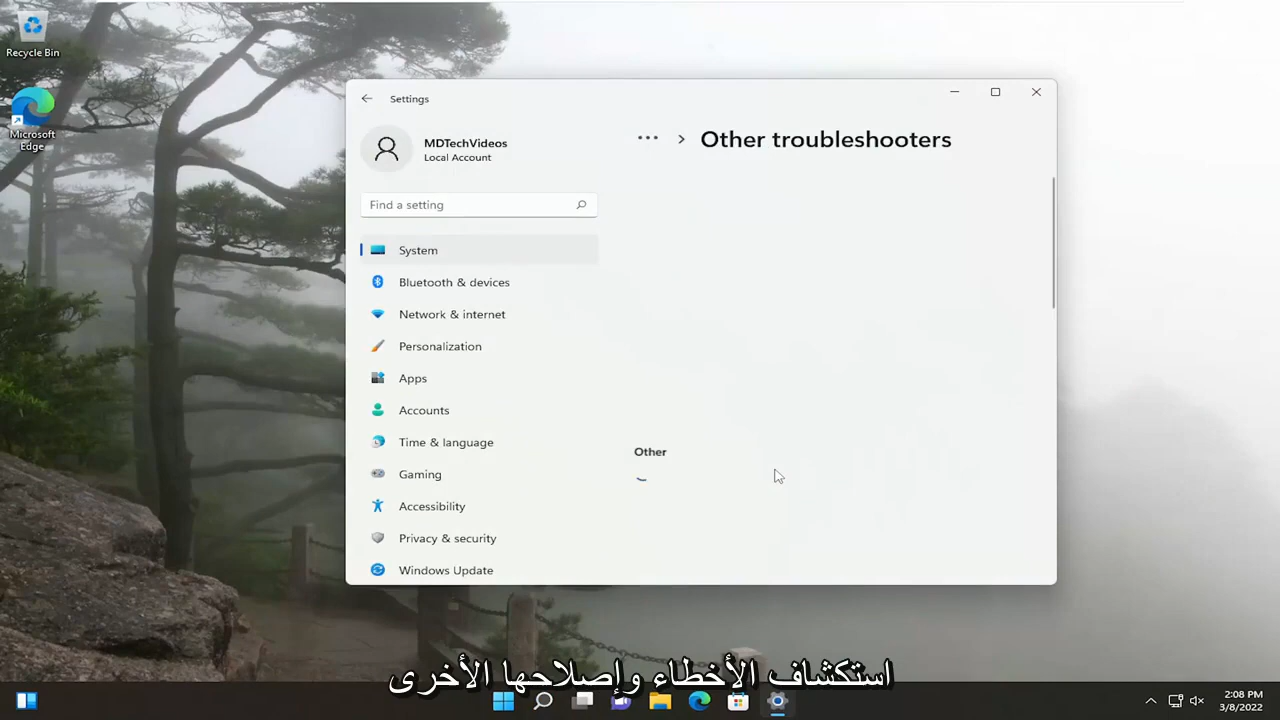 Recycle Bin
Microsoft
Edge
Settings
MDTechVideos
Local Account
Find a setting
System
Bluetooth & devices
Network & internet
Personalization
Apps
Accounts
Time & language
Gaming
Accessibility
Privacy & security
Windows Update
••• > Other troubleshooters
Other
استكشاف الأخطاء وإصلاحها الأخرى
2:08 PM
3/8/2022